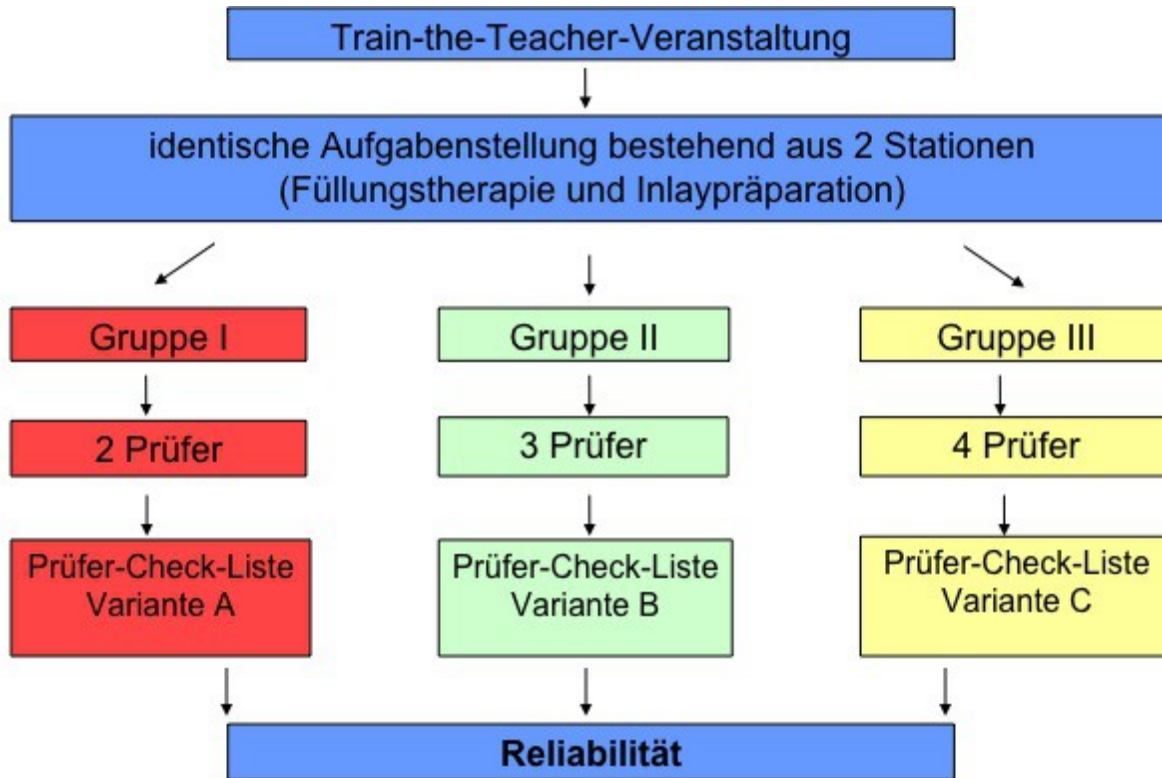 Train-the-Teacher-Veranstaltung
identische Aufgabenstellung bestehend aus 2 Stationen
(Füllungstherapie und Inlaypräparation)
Gruppe I
Gruppe II
Gruppe III
2 Prüfer
3 Prüfer
4 Prüfer
Prüfer-Check-Liste
Variante A
Prüfer-Check-Liste
Variante B
Prüfer-Check-Liste
Variante C
Reliabilität